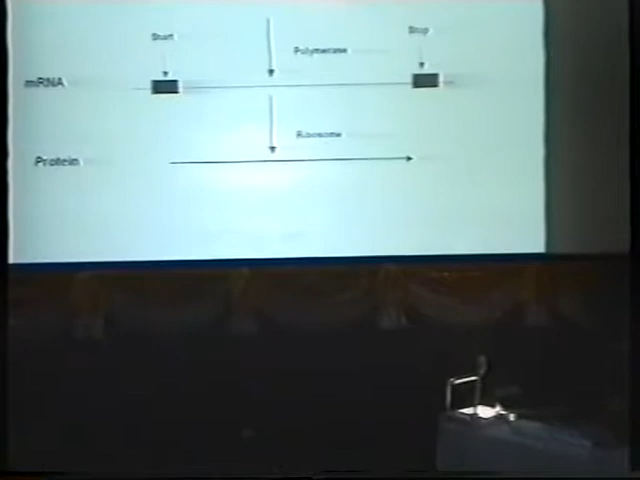 Start
Stop
Polymerase
mRNA
Ribosome
Protein